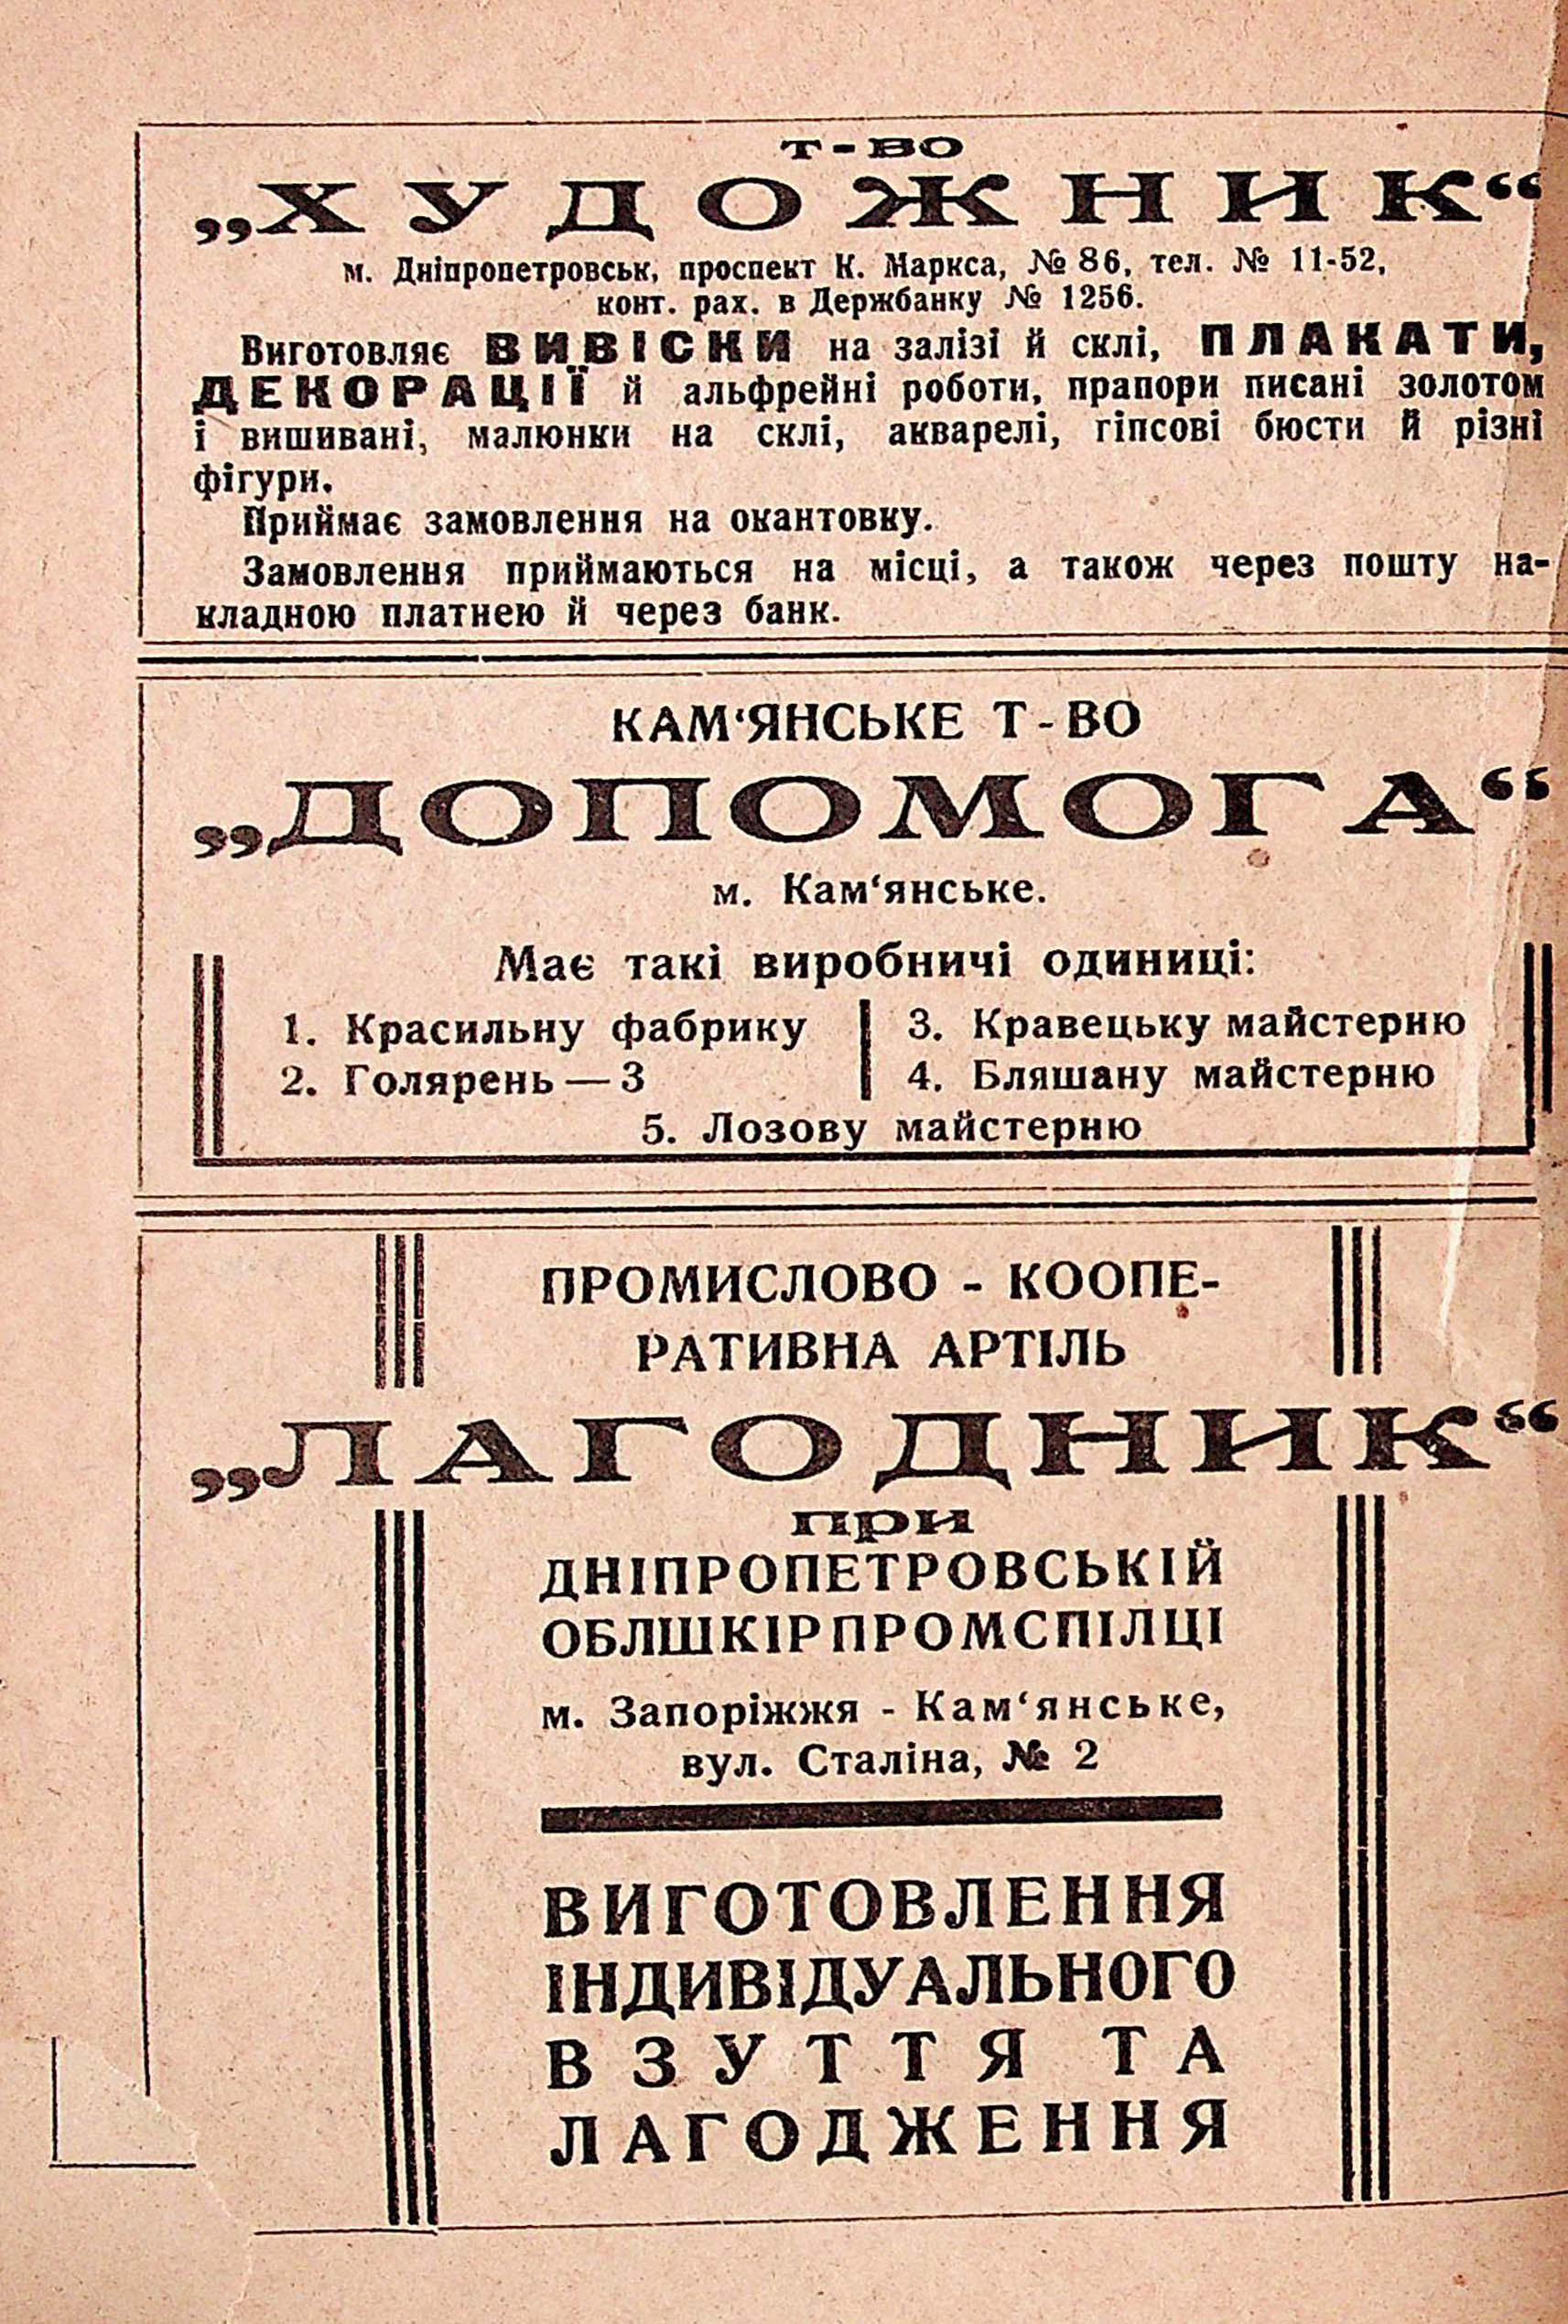 Т-ВО
„ХУДОЖНИК“
м. Дніпропетровськ, проспект К. Маркса, № 86, тел. № 11-52,
конт. рах. в Держбанку № 1256.
Виготовляє ВИВІСКИ на залізі й склі, ПЛАКАТИ,
ДЕКОРАЦІЇ й альфрейні роботи, прапори писані золотом
і вишивані, малюнки на склі, акварелі, гіпсові бюсти й різні
фігури.
Приймає замовлення на окантовку.
Замовлення приймаються на місці, а також через пошту на-
кладною платнею й через банк.
КАМ‘ЯНСЬКЕ Т-ВО
„ДОПОМОГА“
м. Кам‘янське.
Має такі виробничі одиниці:
1. Красильну фабрику
2. Голярень — 3
3. Кравецьку майстерню
4. Бляшану майстерню
5. Лозову майстерню
ПРОМИСЛОВО - КООПЕ-
РАТИВНА АРТІЛЬ
„ЛАГОДНИК“
при
ДНІПРОПЕТРОВСЬКІЙ
ОБЛШКІРПРОМСПІЛЦІ
м. Запоріжжя - Кам‘янське,
вул. Сталіна, № 2
ВИГОТОВЛЕННЯ
ІНДИВІДУАЛЬНОГО
ВЗУТТЯ ТА
ЛАГОДЖЕННЯ